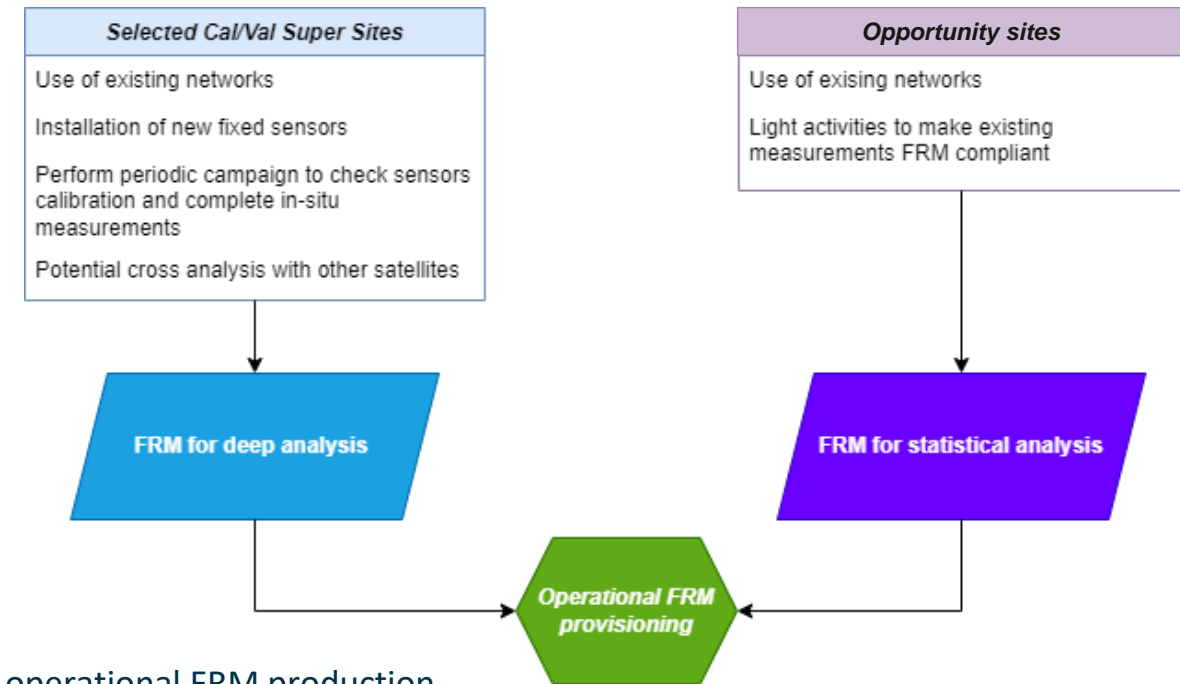 Selected Cal/Val Super Sites
Use of existing networks
Installation of new fixed sensors
Perform periodic campaign to check sensors
calibration and complete in-situ
measurements
Potential cross analysis with other satellites
Opportunity sites
Use of exising networks
Light activities to make existing
measurements FRM compliant
FRM for deep analysis
FRM for statistical analysis
Operational FRM
provisioning
operational FRM production